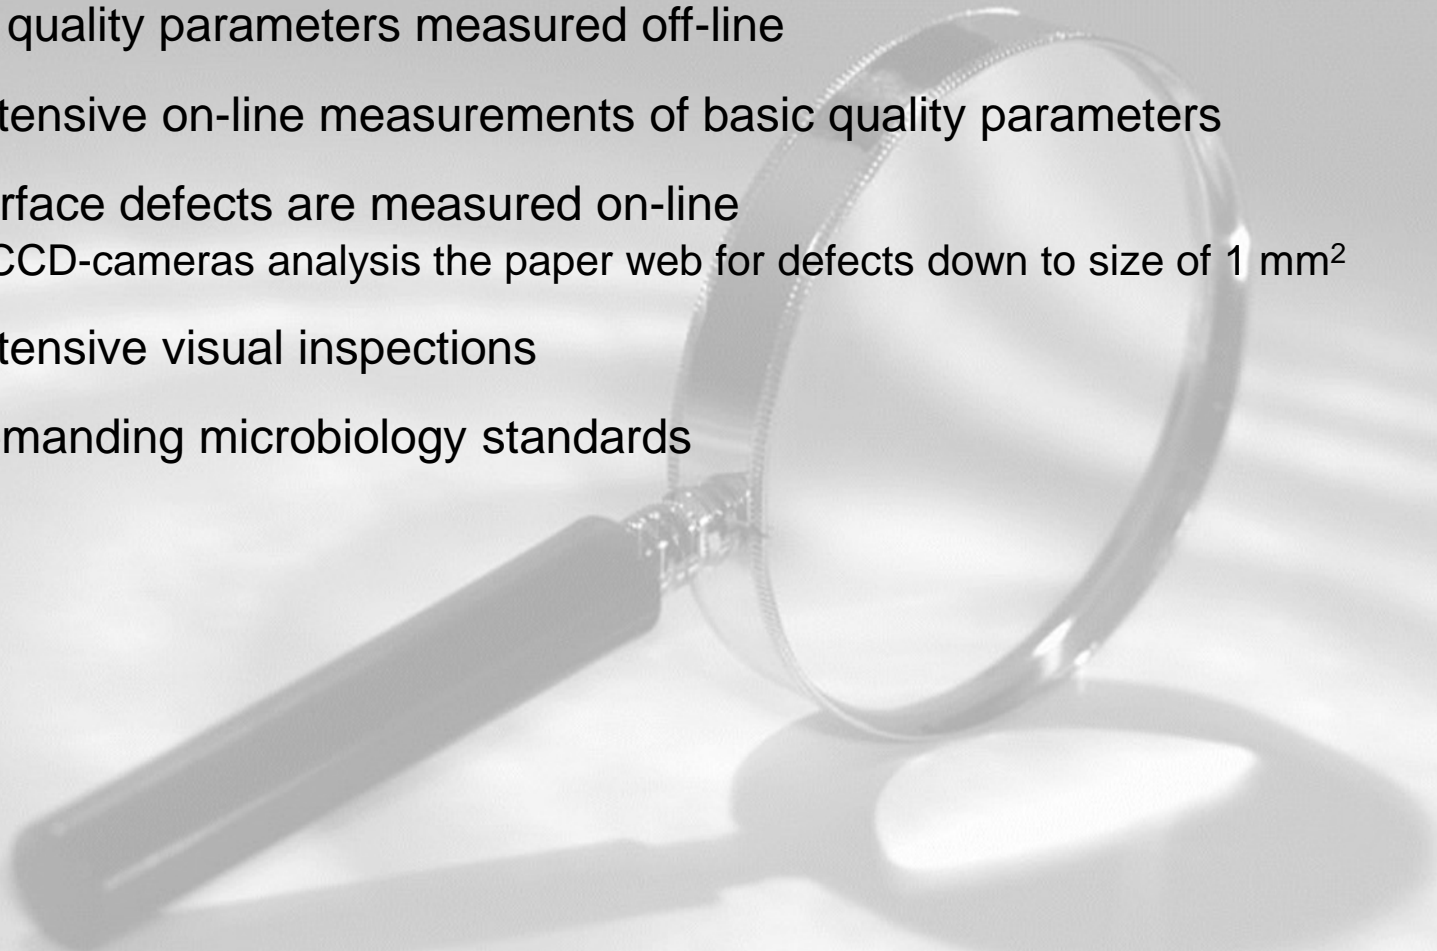 quality parameters measured off-line
tensive on-line measurements of basic quality parameters
rface defects are measured on-line
CCD-cameras analysis the paper web for defects down to size of 1 mm²
tensive visual inspections
manding microbiology standards